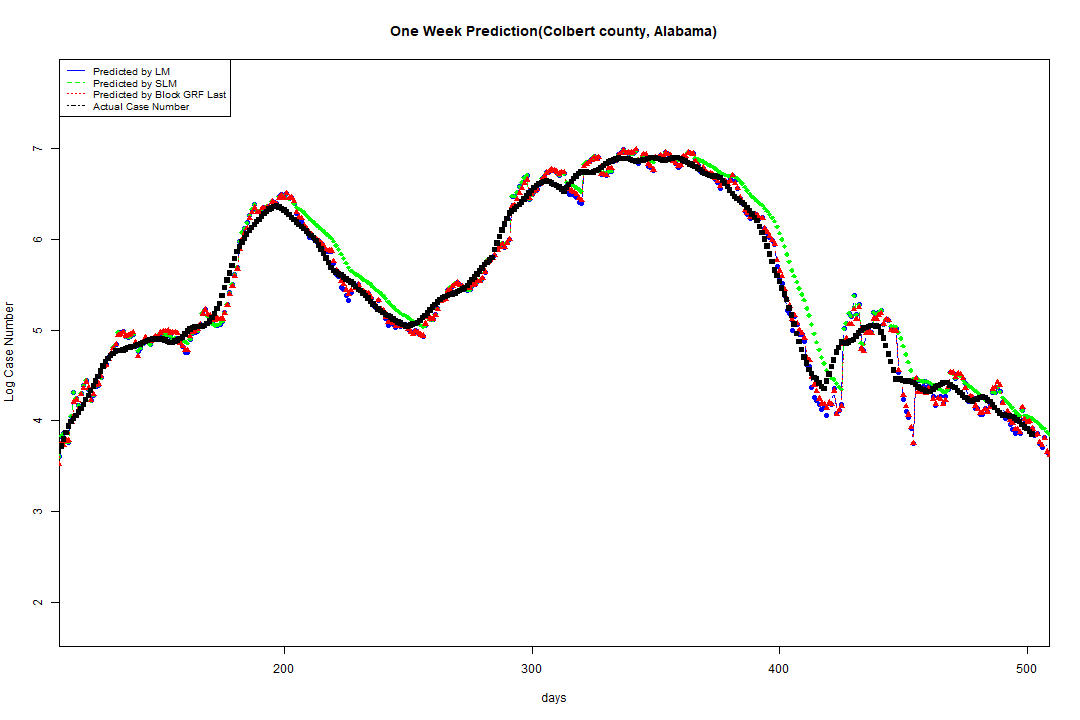 One Week Prediction(Colbert county, Alabama)
Predicted by LM
Predicted by SLM
Predicted by Block GRF Last
Actual Case Number
7
6
5
4
3
2
Log Case Number
200 300 400 500
days